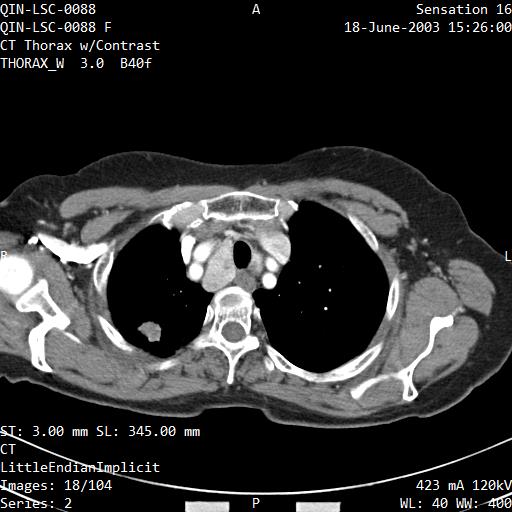 QIN-LSC-0088 A Sensation 16
QIN-LSC-0088 F 18-June-2003 15:26:00
CT Thorax w/Contrast
THORAX_W 3.0 B40f
R L
ST: 3.00 mm SL: 345.00 mm
CT
LittleEndianImplicit
Images: 18/104 423 mA 120kV
Series: 2 P WL: 40 WW: 400